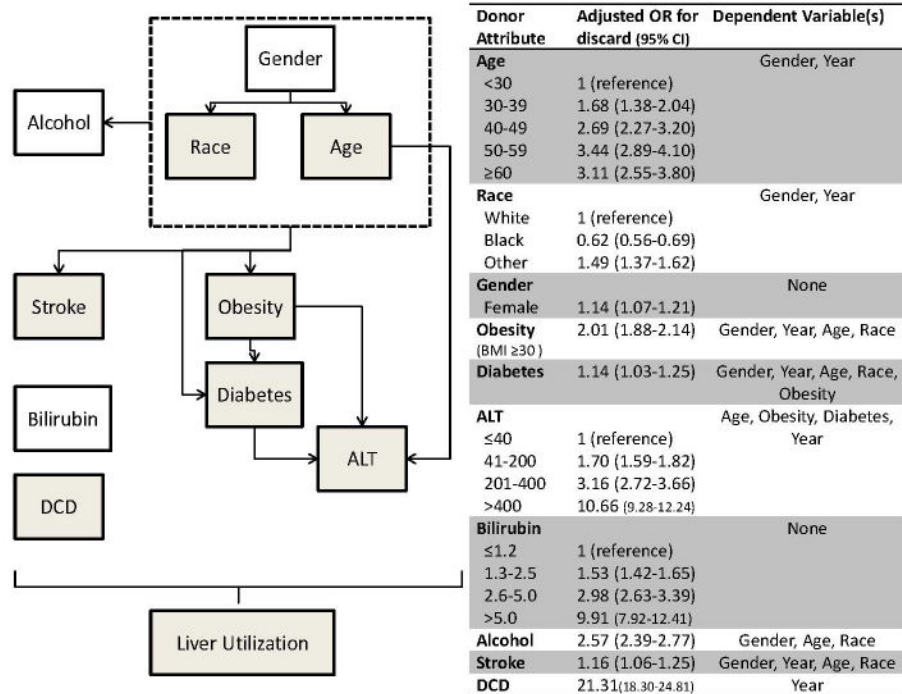 Gender
Alcohol
Race
Age
Stroke
Obesity
Diabetes
Bilirubin
ALT
DCD
Liver Utilization
Donor Attribute Adjusted OR for discard (95% CI) Dependent Variable(s)
Age Gender, Year
<30 1 (reference)
30-39 1.68 (1.38-2.04)
40-49 2.69 (2.27-3.20)
50-59 3.44 (2.89-4.10)
≥60 3.11 (2.55-3.80)
Race Gender, Year
White 1 (reference)
Black 0.62 (0.56-0.69)
Other 1.49 (1.37-1.62)
Gender None
Female 1.14 (1.07-1.21)
Obesity 2.01 (1.88-2.14) Gender, Year, Age, Race
(BMI ≥30 )
Diabetes 1.14 (1.03-1.25) Gender, Year, Age, Race,
Obesity
ALT Age, Obesity, Diabetes,
≤40 1 (reference) Year
41-200 1.70 (1.59-1.82)
201-400 3.16 (2.72-3.66)
>400 10.66 (9.28-12.24)
Bilirubin None
≤1.2 1 (reference)
1.3-2.5 1.53 (1.42-1.65)
2.6-5.0 2.98 (2.63-3.39)
>5.0 9.91 (7.92-12.41)
Alcohol 2.57 (2.39-2.77) Gender, Age, Race
Stroke 1.16 (1.06-1.25) Gender, Year, Age, Race
DCD 21.31(18.30-24.81) Year